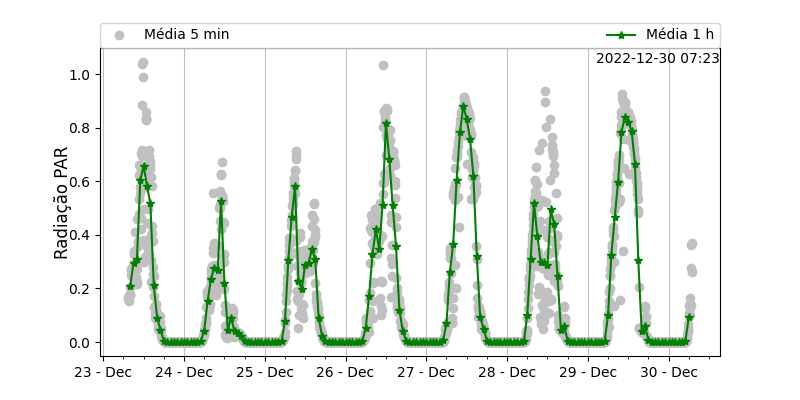 Média 5 min
Média 1 h
2022-12-30 07:23
Radiação PAR
1.0
0.8
0.6
0.4
0.2
0.0
23 - Dec
24 - Dec
25 - Dec
26 - Dec
27 - Dec
28 - Dec
29 - Dec
30 - Dec